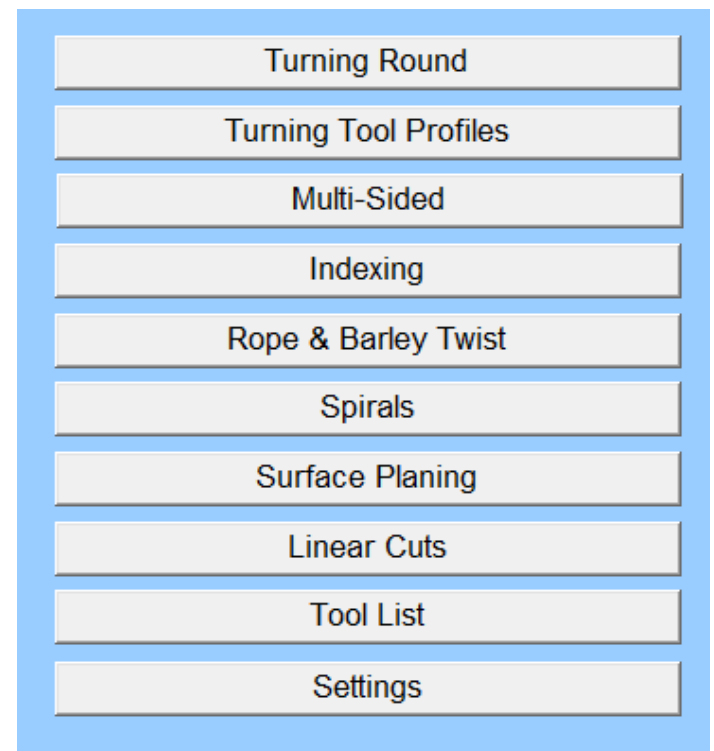 Turning Round
Turning Tool Profiles
Multi-Sided
Indexing
Rope & Barley Twist
Spirals
Surface Planing
Linear Cuts
Tool List
Settings